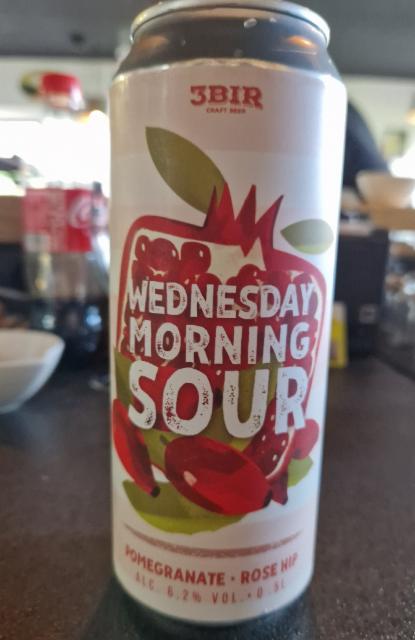 3BIR
CRAFT BEER
WEDNESDAY
MORNING
SOUR
POMEGRANATE • ROSE HIP
ALC. 6.2% VOL. • 0.5L